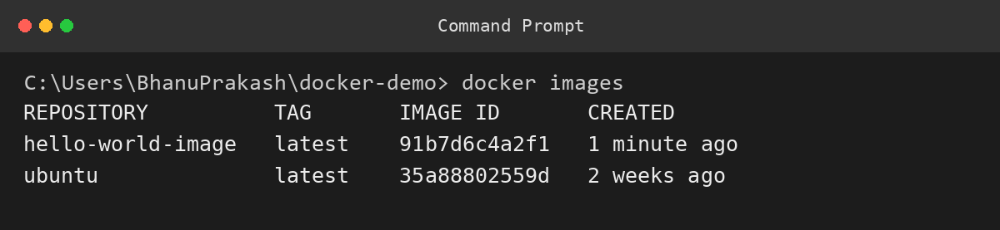 Command Prompt
C:\Users\BhanuPrakash\docker-demo> docker images
REPOSITORY          TAG       IMAGE ID       CREATED
hello-world-image   latest    91b7d6c4a2f1   1 minute ago
ubuntu              latest    35a88802559d   2 weeks ago